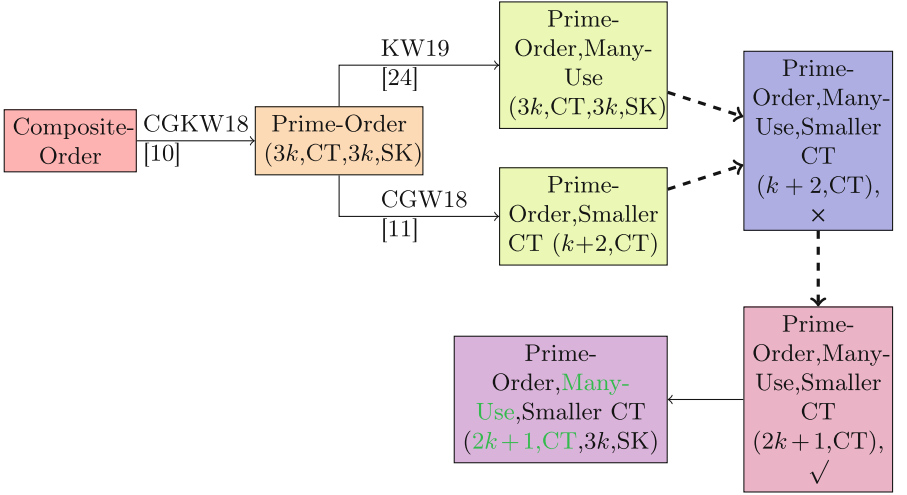 Composite-
Order
CGKW18
[10]
Prime-Order
(3k,CT,3k,SK)
KW19
[24]
Prime-
Order,Many-
Use
(3k,CT,3k,SK)
CGW18
[11]
Prime-
Order,Smaller
CT (k+2,CT)
Prime-
Order,Many-
Use,Smaller
CT
(k + 2,CT),
×
Prime-
Order,Many-
Use,Smaller
CT
(2k+1,CT),
√
Prime-
Order,Many-
Use,Smaller CT
(2k+1,CT,3k,SK)